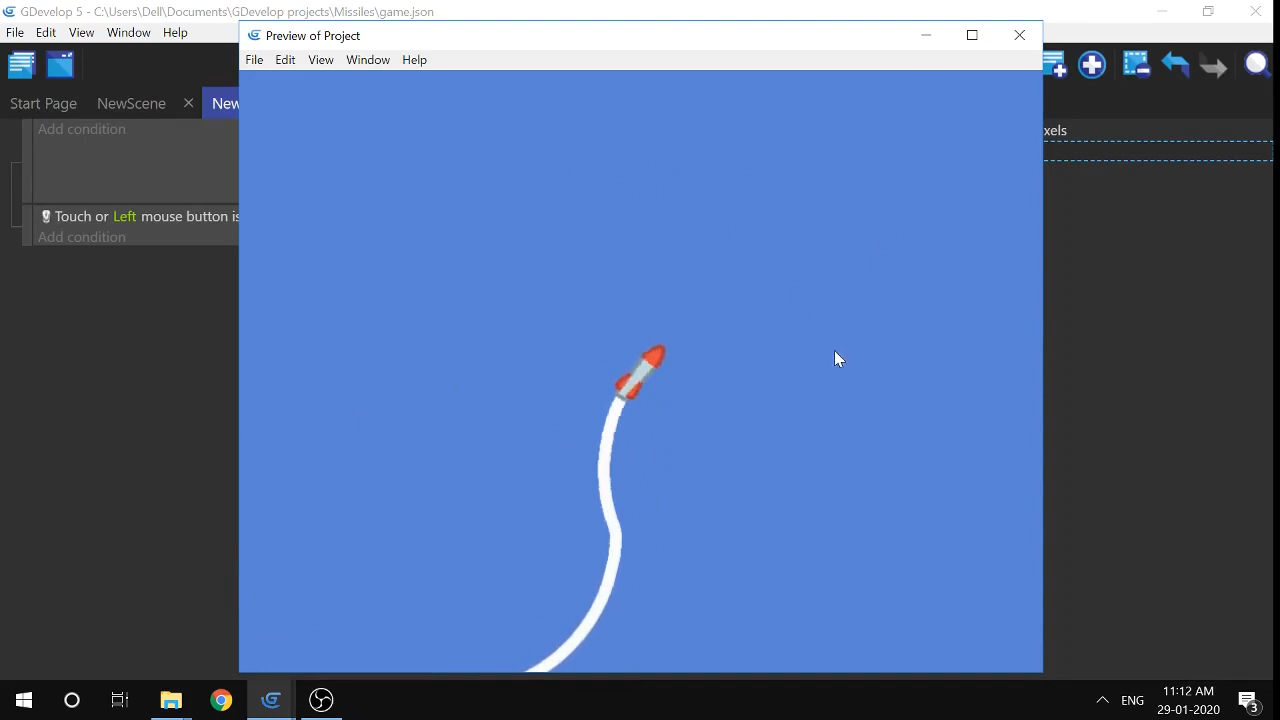 GDevelop 5 - C:\Users\Dell\Documents\GDevelop projects\Missiles\game.json
File Edit View Window Help
Preview of Project
File Edit View Window Help
Start Page NewScene New
xels
Add condition
Touch or Left mouse button is
Add condition
ENG
11:12 AM
29-01-2020
3